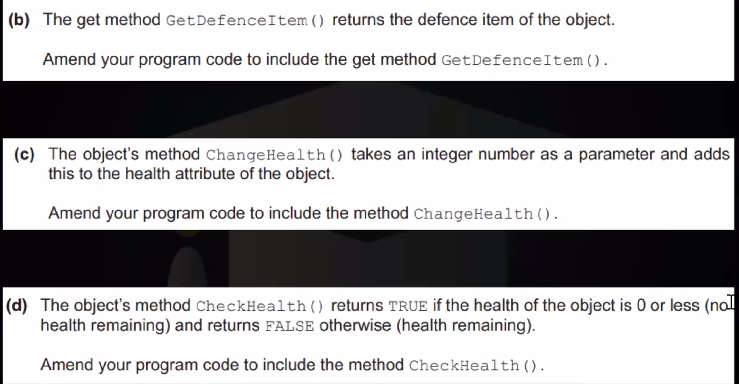 (b) The get method GetDefenceItem() returns the defence item of the object.
Amend your program code to include the get method GetDefenceItem().
(c) The object's method ChangeHealth() takes an integer number as a parameter and adds
this to the health attribute of the object.
Amend your program code to include the method ChangeHealth().
(d) The object's method CheckHealth() returns TRUE if the health of the object is 0 or less (no
health remaining) and returns FALSE otherwise (health remaining).
Amend your program code to include the method CheckHealth().